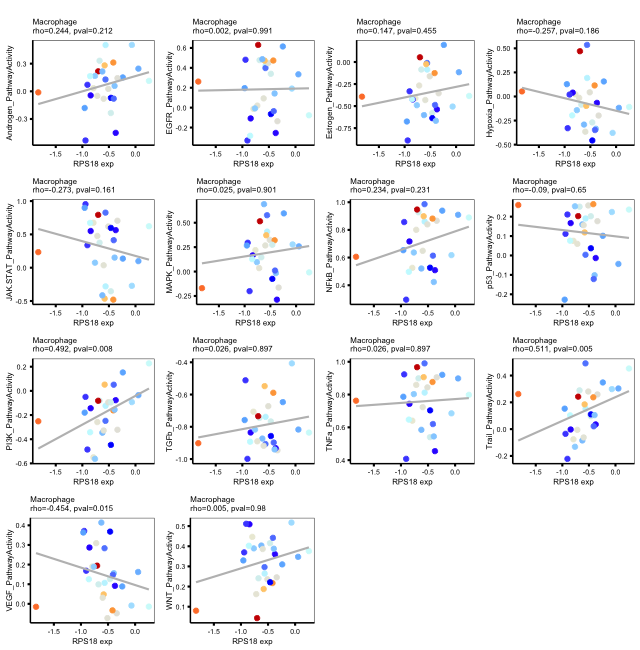 Macrophage
rho=0.244, pval=0.212
Androgen_PathwayActivity
0.3
0.0
-0.3
-1.5
-1.0
-0.5
0.0
RPS18 exp
Macrophage
rho=0.002, pval=0.991
EGFR_PathwayActivity
0.6
0.4
0.2
0.0
-0.2
-1.5
-1.0
-0.5
0.0
RPS18 exp
Macrophage
rho=0.147, pval=0.455
Estrogen_PathwayActivity
0.00
-0.25
-0.50
-0.75
-1.5
-1.0
-0.5
0.0
RPS18 exp
Macrophage
rho=-0.257, pval=0.186
Hypoxia_PathwayActivity
0.50
0.25
0.00
-0.25
-0.50
-1.5
-1.0
-0.5
0.0
RPS18 exp
Macrophage
rho=-0.273, pval=0.161
JAK.STAT_PathwayActivity
1.0
0.5
0.0
-0.5
-1.5
-1.0
-0.5
0.0
RPS18 exp
Macrophage
rho=0.025, pval=0.901
MAPK_PathwayActivity
0.75
0.50
0.25
0.00
-0.25
-1.5
-1.0
-0.5
0.0
RPS18 exp
Macrophage
rho=0.234, pval=0.231
NFkB_PathwayActivity
1.0
0.8
0.6
0.4
-1.5
-1.0
-0.5
0.0
RPS18 exp
Macrophage
rho=-0.09, pval=0.65
p53_PathwayActivity
0.2
0.1
0.0
-0.1
-0.2
-1.5
-1.0
-0.5
0.0
RPS18 exp
Macrophage
rho=0.492, pval=0.008
PI3K_PathwayActivity
0.2
0.0
-0.2
-0.4
-0.6
-1.5
-1.0
-0.5
0.0
RPS18 exp
Macrophage
rho=0.026, pval=0.897
TGFb_PathwayActivity
-0.4
-0.6
-0.8
-1.0
-1.5
-1.0
-0.5
0.0
RPS18 exp
Macrophage
rho=0.026, pval=0.897
TNFa_PathwayActivity
1.0
0.8
0.6
0.4
-1.5
-1.0
-0.5
0.0
RPS18 exp
Macrophage
rho=0.511, pval=0.005
Trail_PathwayActivity
0.4
0.2
0.0
-0.2
-1.5
-1.0
-0.5
0.0
RPS18 exp
Macrophage
rho=-0.454, pval=0.015
VEGF_PathwayActivity
0.4
0.3
0.2
0.1
0.0
-1.5
-1.0
-0.5
0.0
RPS18 exp
Macrophage
rho=0.005, pval=0.98
WNT_PathwayActivity
0.5
0.4
0.3
0.2
0.1
-1.5
-1.0
-0.5
0.0
RPS18 exp